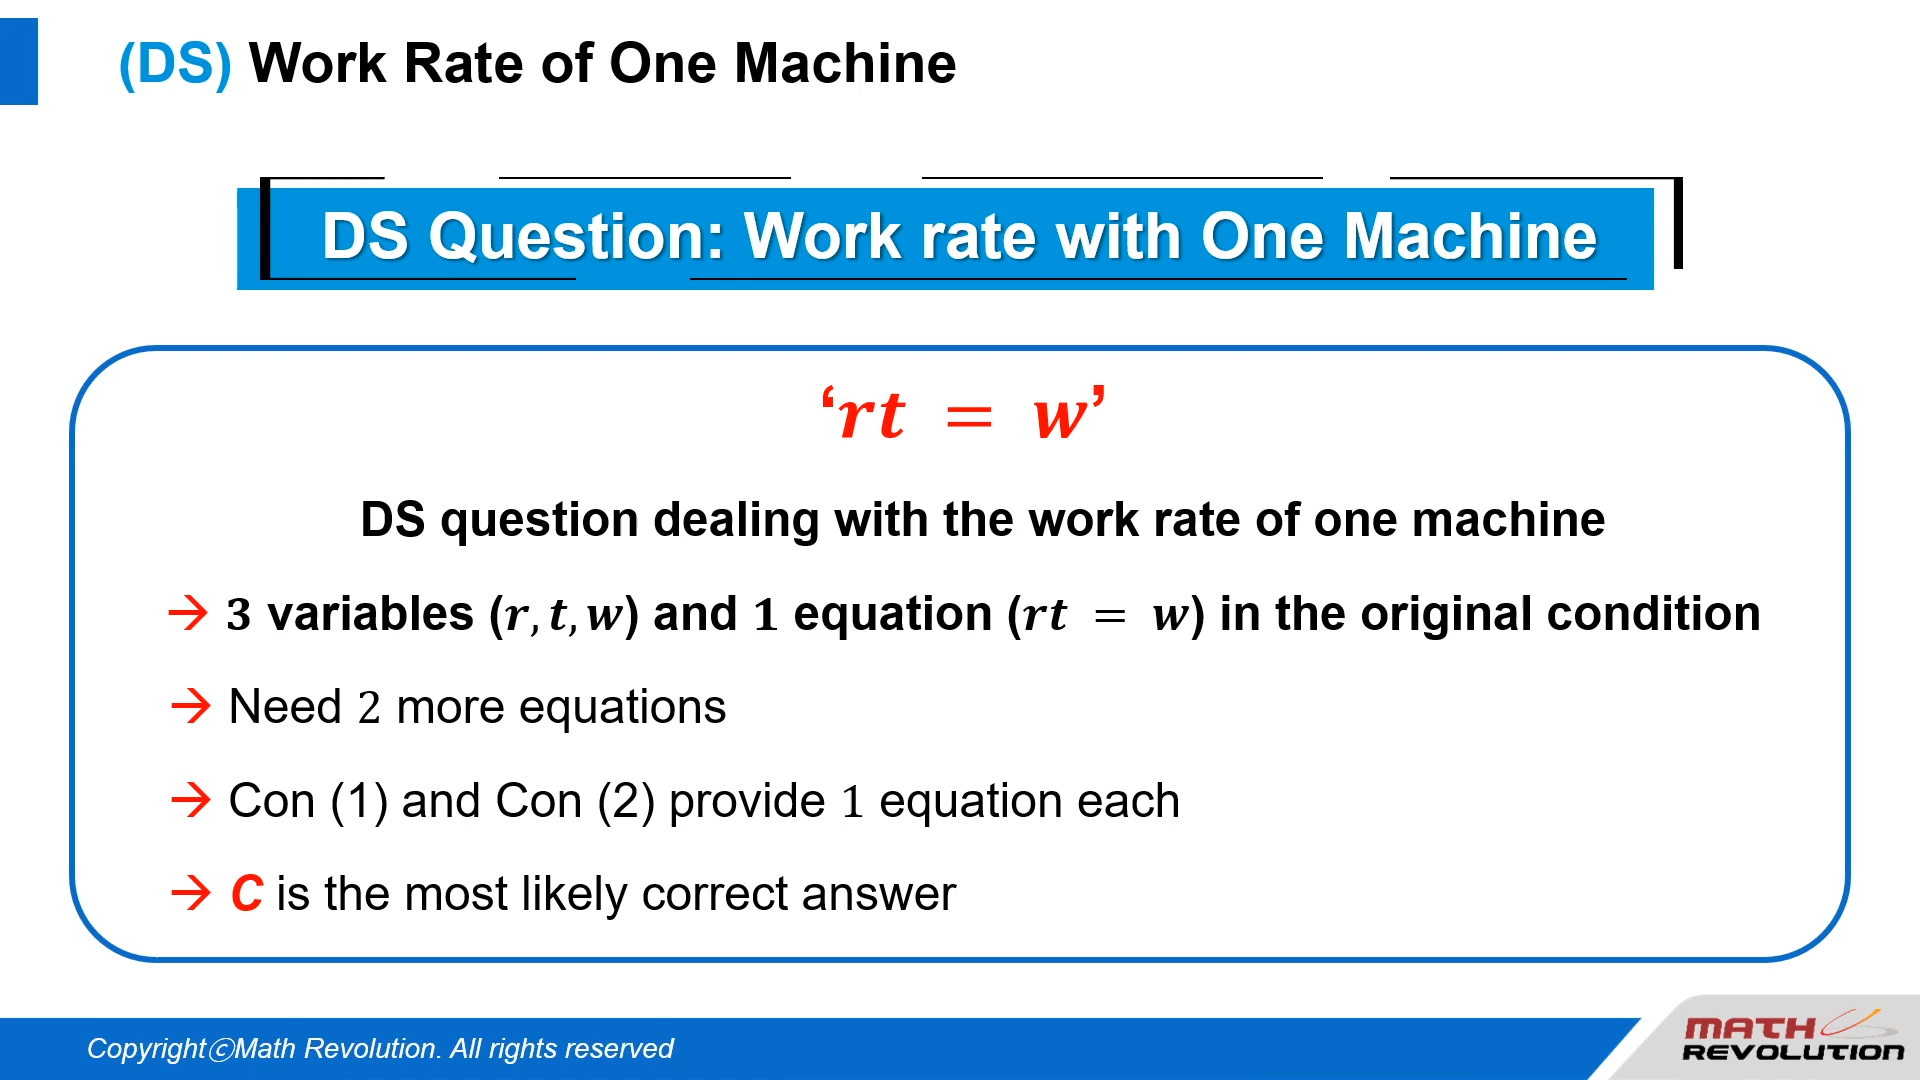 (DS) Work Rate of One Machine
DS Question: Work rate with One Machine
‘rt = w’
DS question dealing with the work rate of one machine
→ 3 variables (r, t, w) and 1 equation (rt = w) in the original condition
→ Need 2 more equations
→ Con (1) and Con (2) provide 1 equation each
→ C is the most likely correct answer
CopyrightⓒMath Revolution. All rights reserved
MATH
REVOLUTION